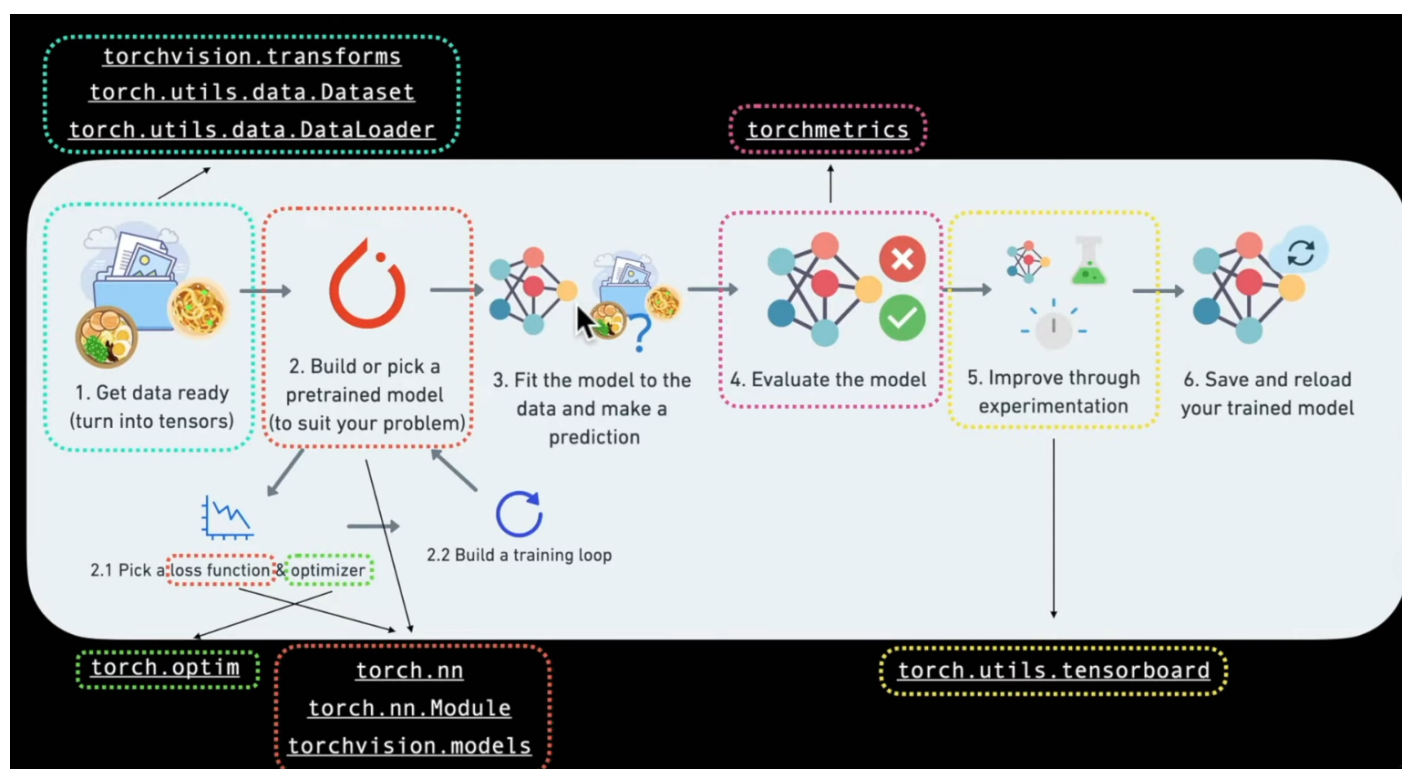 torchvision.transforms
torch.utils.data.Dataset
torch.utils.data.DataLoader
torchmetrics
1. Get data ready
(turn into tensors)
2. Build or pick a
pretrained model
(to suit your problem)
3. Fit the model to the
data and make a
prediction
4. Evaluate the model
5. Improve through
experimentation
6. Save and reload
your trained model
2.1 Pick a loss function & optimizer
2.2 Build a training loop
torch.optim
torch.nn
torch.nn.Module
torchvision.models
torch.utils.tensorboard